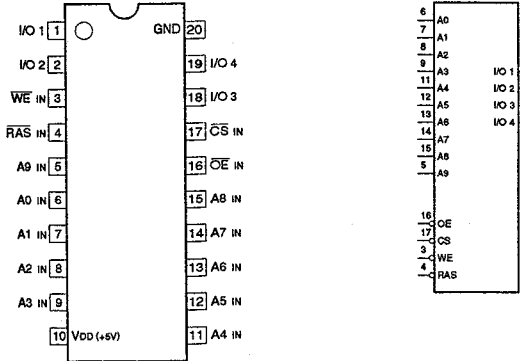 I/O 1 1 GND 20
I/O 2 2 19 I/O 4
WE IN 3 18 I/O 3
RAS IN 4 17 CS IN
A9 IN 5 16 OE IN
A0 IN 6 15 A8 IN
A1 IN 7 14 A7 IN
A2 IN 8 13 A6 IN
A3 IN 9 12 A5 IN
10 VDD (+5V) 11 A4 IN
6 A0
7 A1
8 A2
9 A3 I/O 1
11 A4 I/O 2
12 A5 I/O 3
13 A6 I/O 4
14 A7
15 A8
5 A9
16 OE
17 CS
3 WE
4 RAS